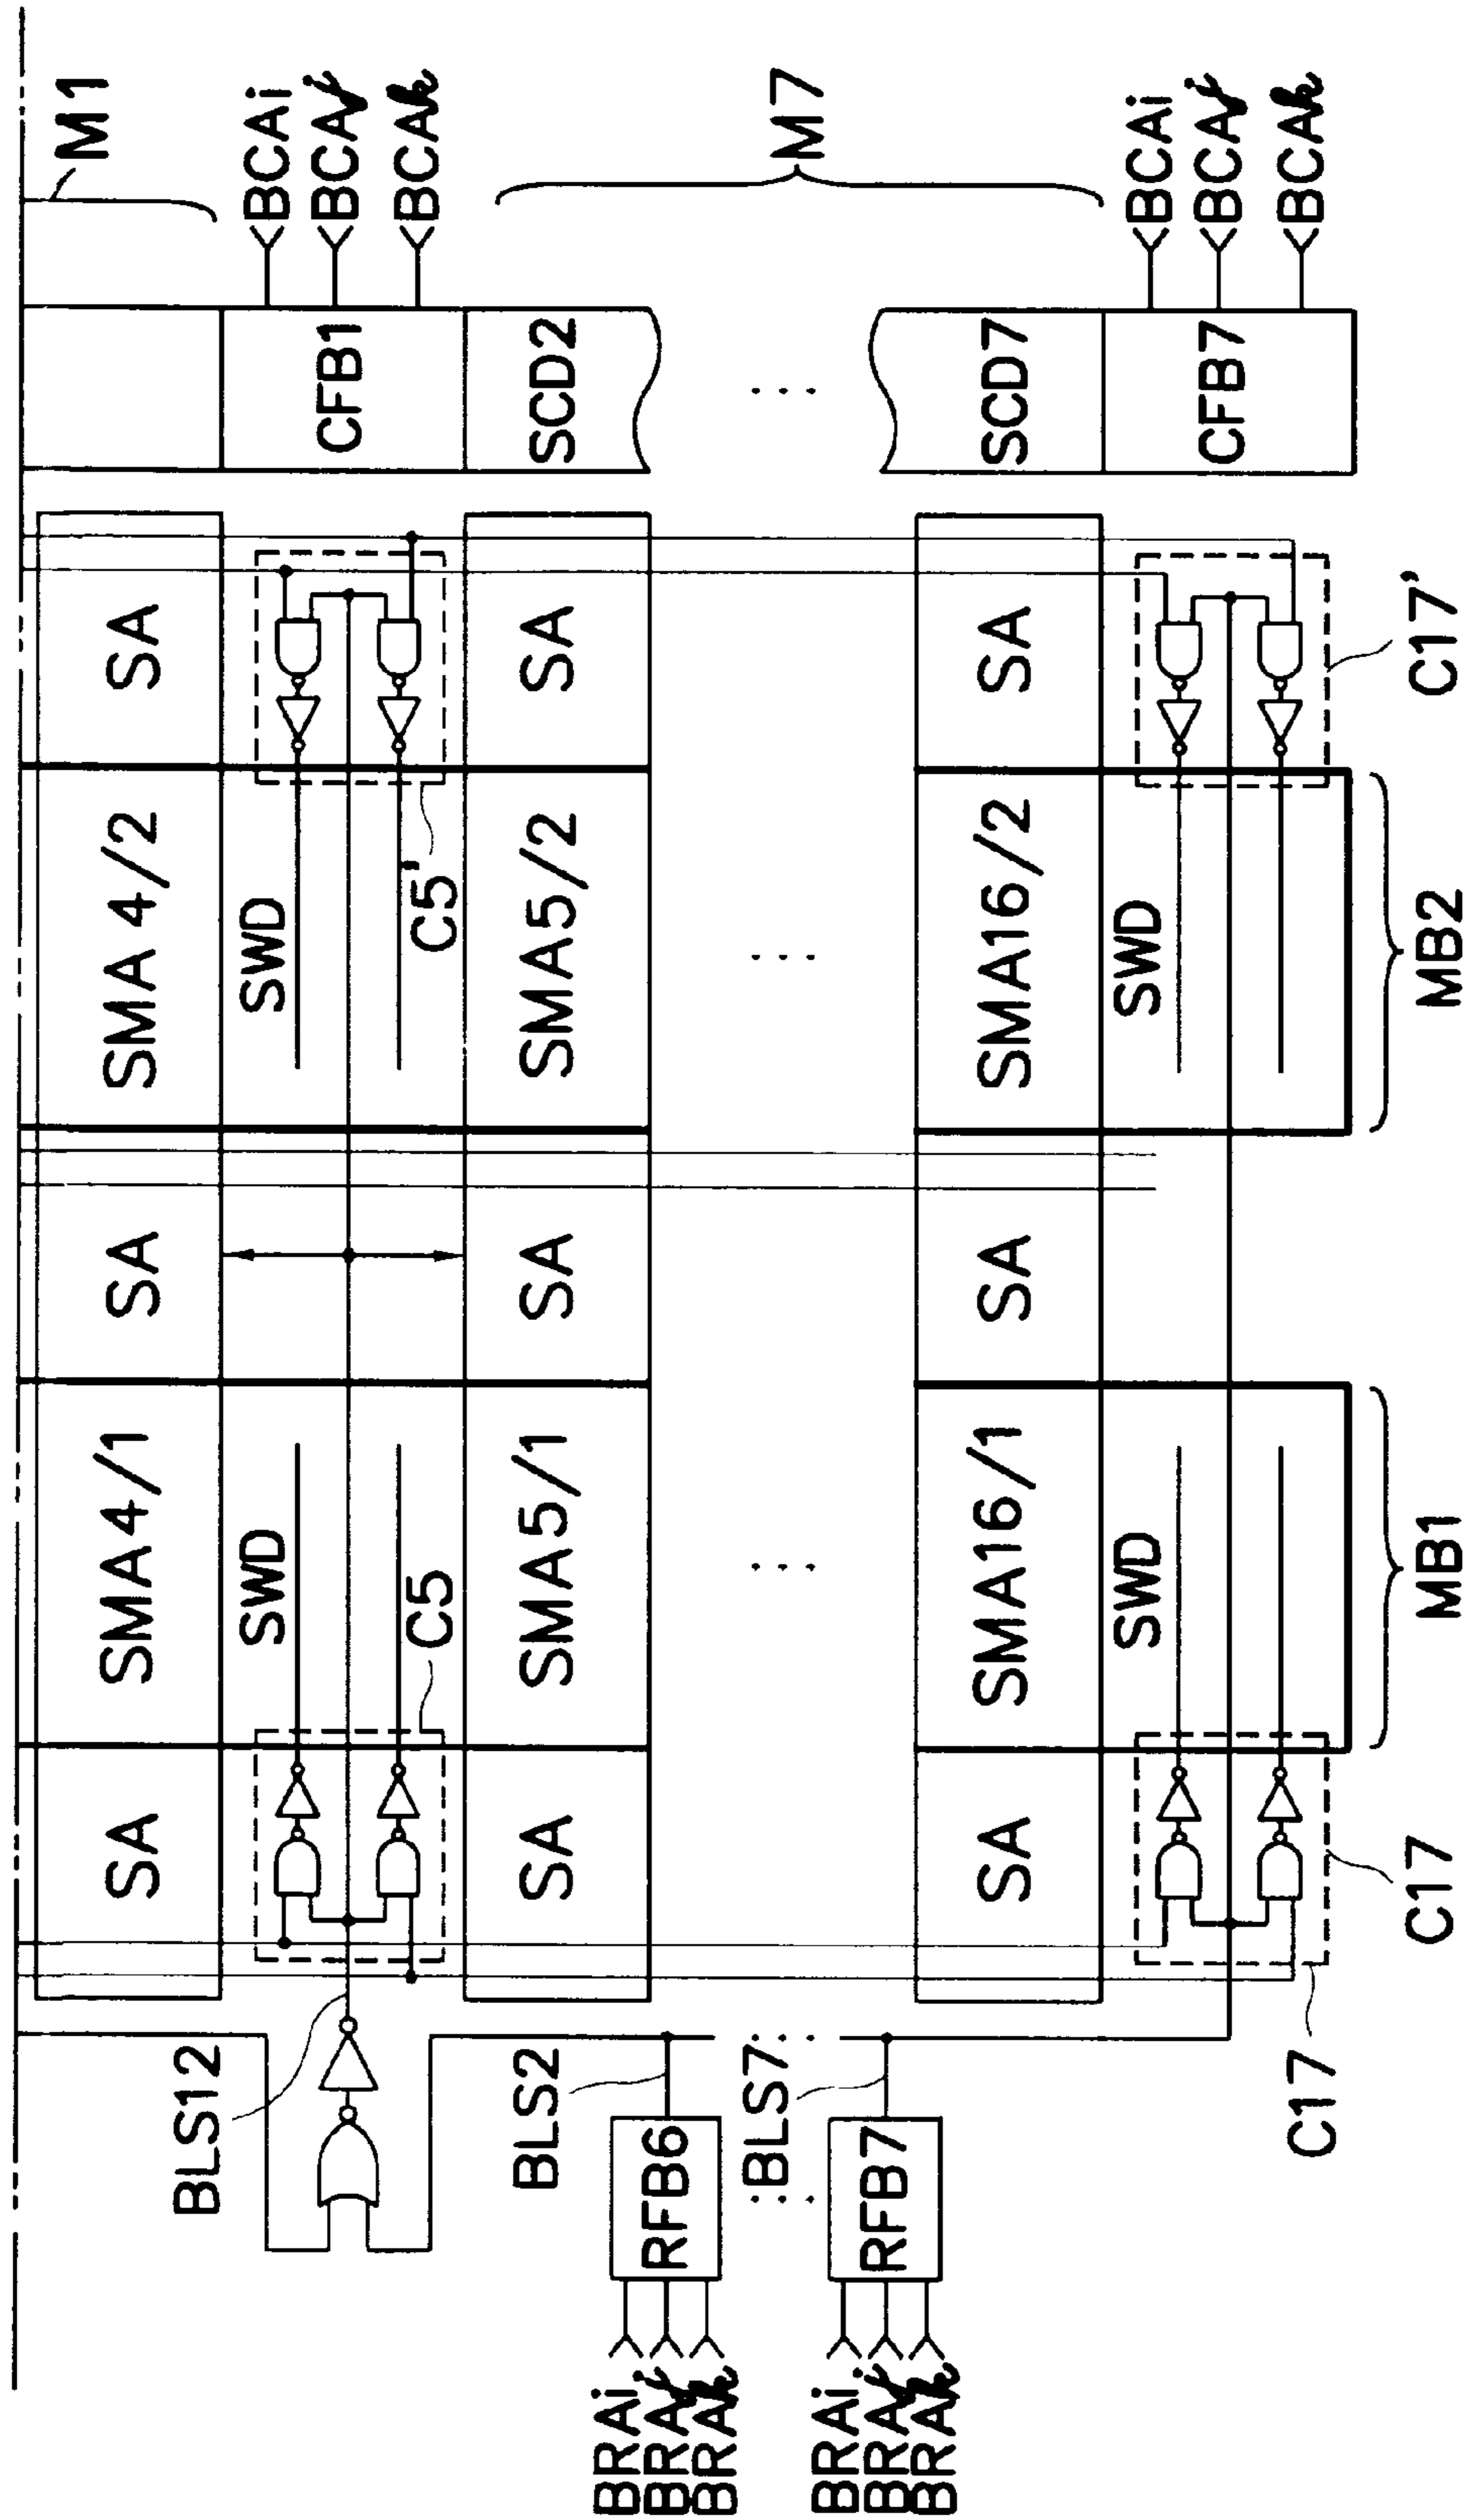 M1
BCAi
BCAj
BCAk
M7
BCAi
BCAj
BCAk
CFB1
SCD2
SCD7
CFB7
SA
SA
SA
C17'
SMA4/2
SWD
C5'
SMA5/2
SMA16/2
SWD
MB2
SA
SA
SA
SMA4/1
SWD
C5
SMA5/1
SMA16/1
SWD
MB1
SA
SA
SA
C17
BLS12
BLS2
BLS7
C17
RFB6
RFB7
BRAi
BRAj
BRAk
BRAi
BRAj
BRAk